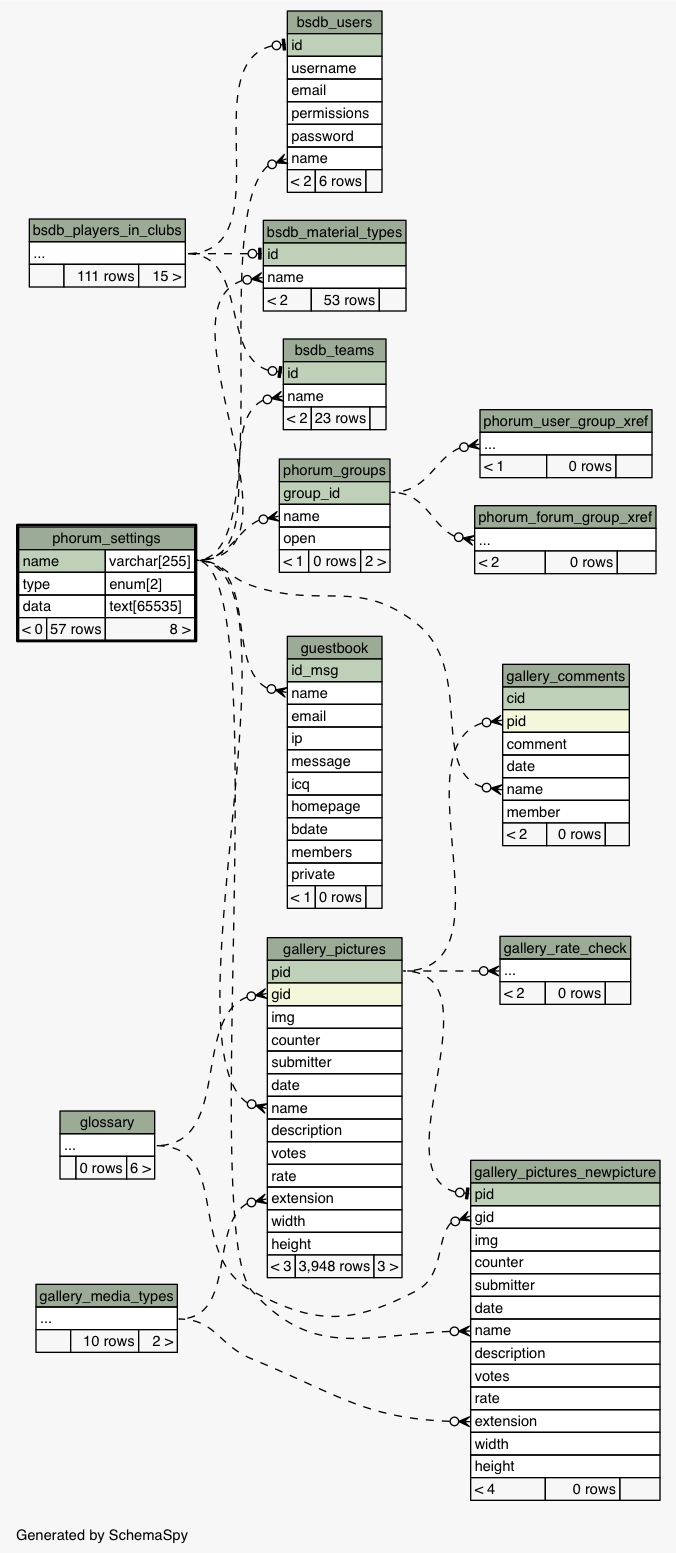 bsdb_users
id
username
email
permissions
password
name
< 2 6 rows
bsdb_players_in_clubs
...
111 rows 15 >
bsdb_material_types
id
name
< 2 53 rows
bsdb_teams
id
name
< 2 23 rows
phorum_user_group_xref
...
< 1 0 rows
phorum_groups
group_id
name
open
< 1 0 rows 2 >
phorum_forum_group_xref
...
< 2 0 rows
phorum_settings
name varchar[255]
type enum[2]
data text[65535]
< 0 57 rows 8 >
guestbook
id_msg
name
email
ip
message
icq
homepage
bdate
members
private
< 1 0 rows
gallery_comments
cid
pid
comment
date
name
member
< 2 0 rows
gallery_pictures
pid
gid
img
counter
submitter
date
name
description
votes
rate
extension
width
height
< 3 3,948 rows 3 >
gallery_rate_check
...
< 2 0 rows
glossary
...
0 rows 6 >
gallery_pictures_newpicture
pid
gid
img
counter
submitter
date
name
description
votes
rate
extension
width
height
< 4 0 rows
gallery_media_types
...
10 rows 2 >
Generated by SchemaSpy